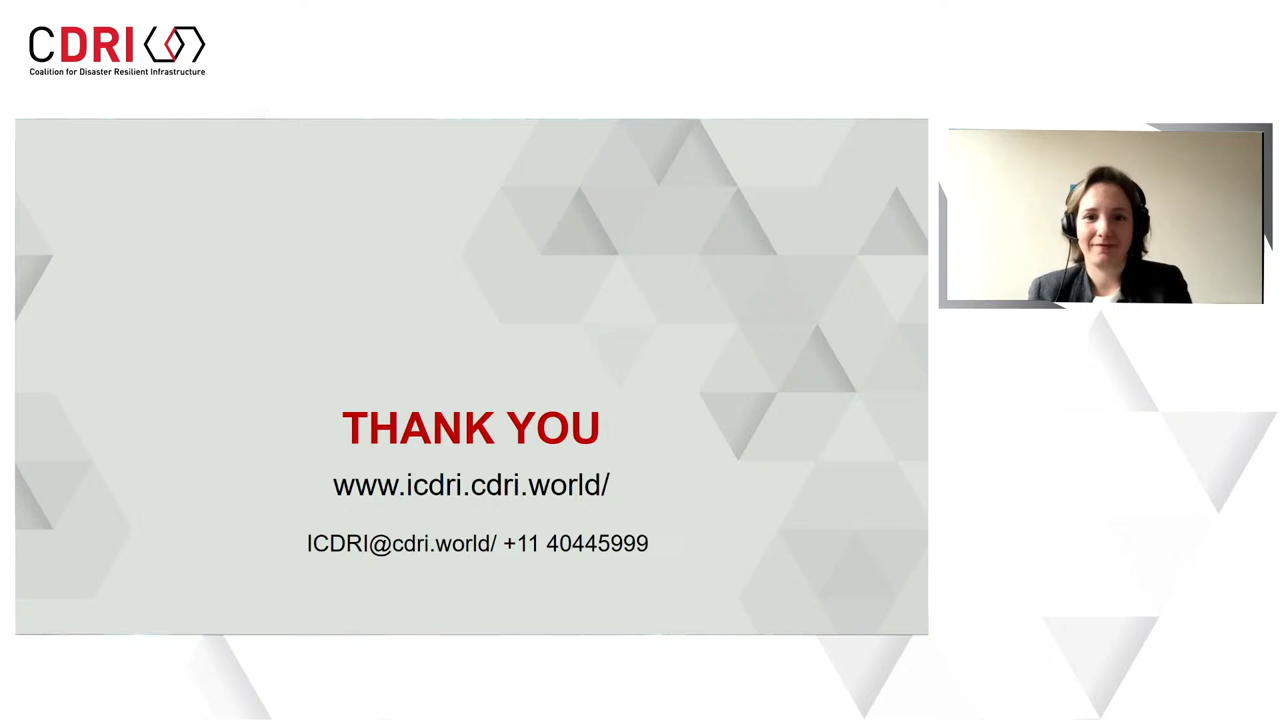 CDRI
Coalition for Disaster Resilient Infrastructure
THANK YOU
www.icdri.cdri.world/
ICDRI@cdri.world/ +11 40445999